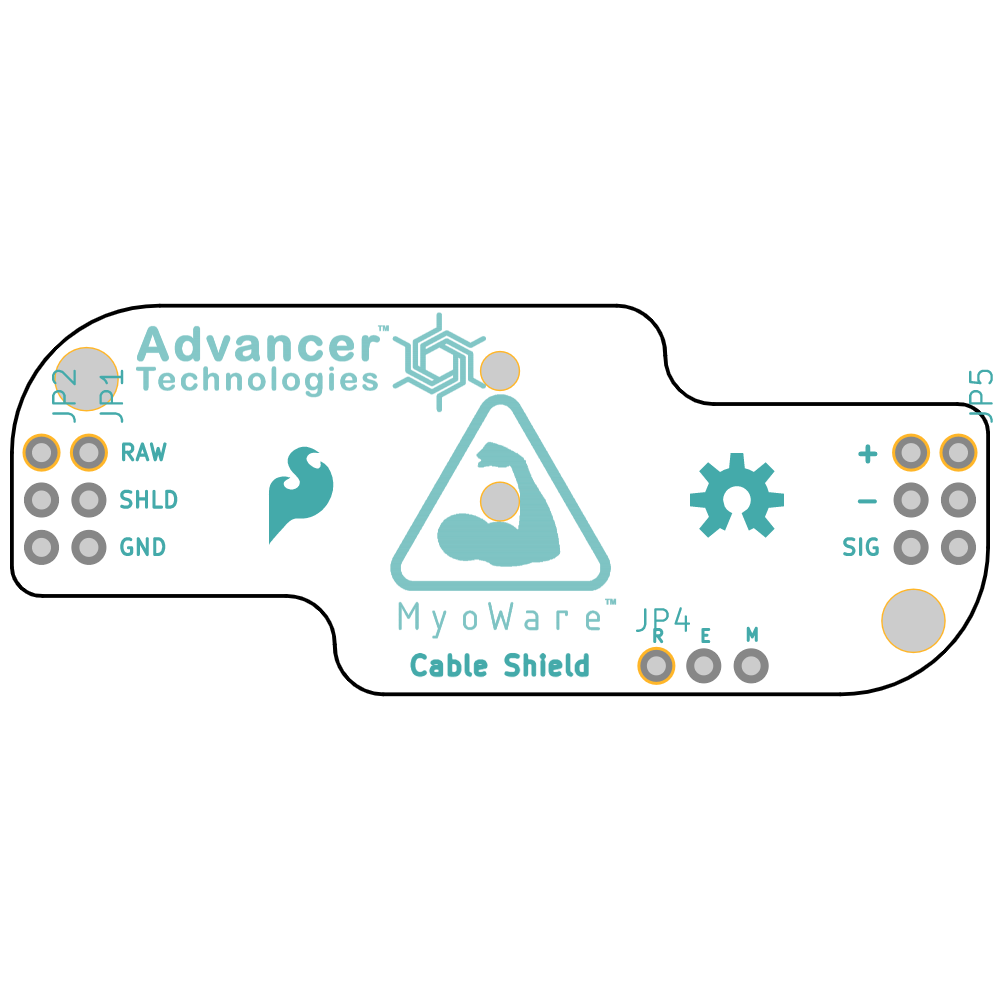 Advancer™
Technologies
JP2
JP1
JP5
RAW
SHLD
GND
+
−
SIG
MyoWare™
Cable Shield
JP4
R E M